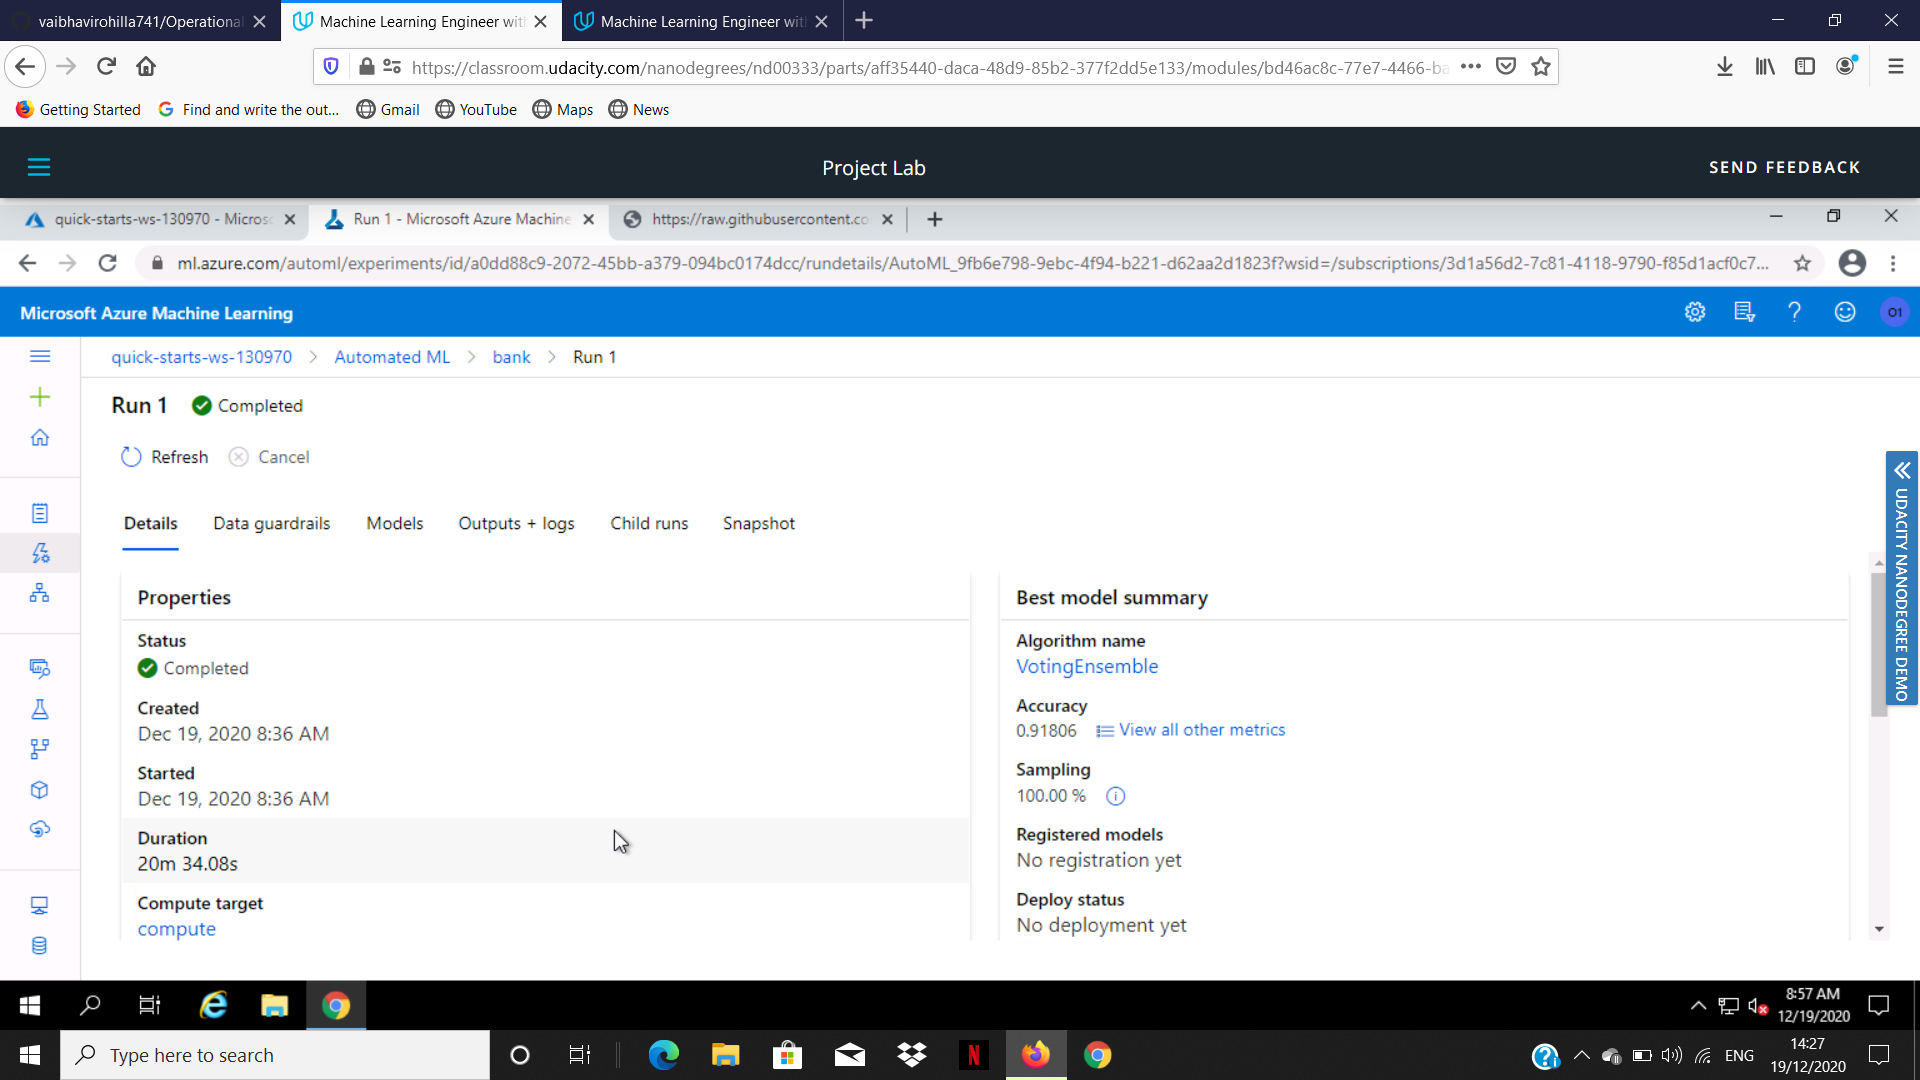 vaibhavirohilla741/Operational
Machine Learning Engineer with
Machine Learning Engineer with
https://classroom.udacity.com/nanodegrees/nd00333/parts/aff35440-daca-48d9-85b2-377f2dd5e133/modules/bd46ac8c-77e7-4466-ba
Getting Started
Find and write the out...
Gmail
YouTube
Maps
News
Project Lab
SEND FEEDBACK
quick-starts-ws-130970 - Micros
Run 1 - Microsoft Azure Machine
https://raw.githubusercontent.co
ml.azure.com/automl/experiments/id/a0dd88c9-2072-45bb-a379-094bc0174dcc/rundetails/AutoML_9fb6e798-9ebc-4f94-b221-d62aa2d1823f?wsid=/subscriptions/3d1a56d2-7c81-4118-9790-f85d1acf0c7...
Microsoft Azure Machine Learning
O1
quick-starts-ws-130970 > Automated ML > bank > Run 1
Run 1 Completed
Refresh Cancel
Details Data guardrails Models Outputs + logs Child runs Snapshot
Properties
Status
Completed
Created
Dec 19, 2020 8:36 AM
Started
Dec 19, 2020 8:36 AM
Duration
20m 34.08s
Compute target
compute
Best model summary
Algorithm name
VotingEnsemble
Accuracy
0.91806 View all other metrics
Sampling
100.00 %
Registered models
No registration yet
Deploy status
No deployment yet
UDACITY NANODEGREE DEMO
8:57 AM
12/19/2020
Type here to search
ENG
14:27
19/12/2020